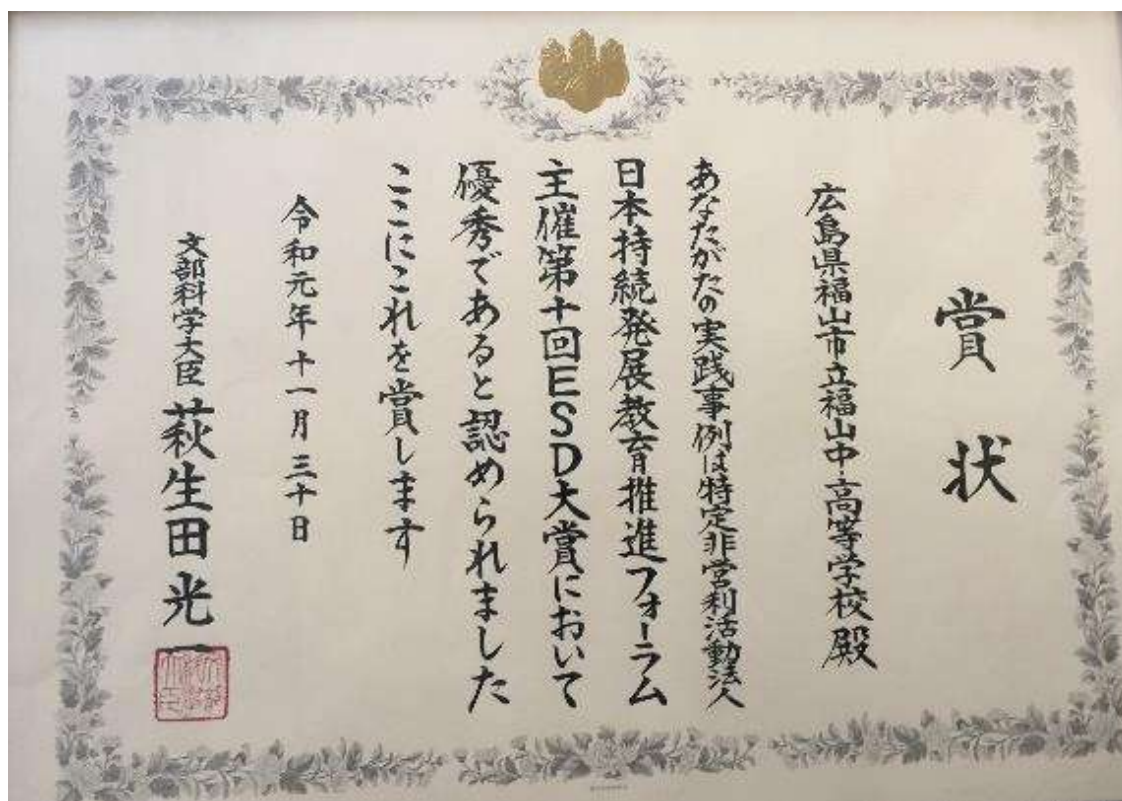 賞状
広島県福山市立福山中・高等学校殿
あなたがたの実践事例は特定非営利活動法人
日本持続発展教育推進フォーラム
主催第十回ESD大賞において
優秀であると認められました
ここにこれを賞します
令和元年十一月三十日
文部科学大臣 萩生田光一